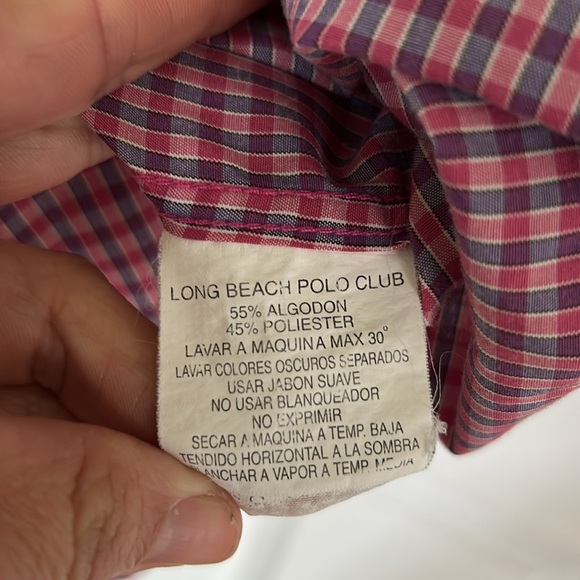 LONG BEACH POLO CLUB
55% ALGODON
45% POLIESTER
LAVAR A MAQUINA MAX 30°
LAVAR COLORES OSCUROS SEPARADOS
USAR JABON SUAVE
NO USAR BLANQUEADOR
NO EXPRIMIR
SECAR A MAQUINA A TEMP. BAJA
TENDIDO HORIZONTAL A LA SOMBRA
ANCHAR A VAPOR A TEMP. MEDIA